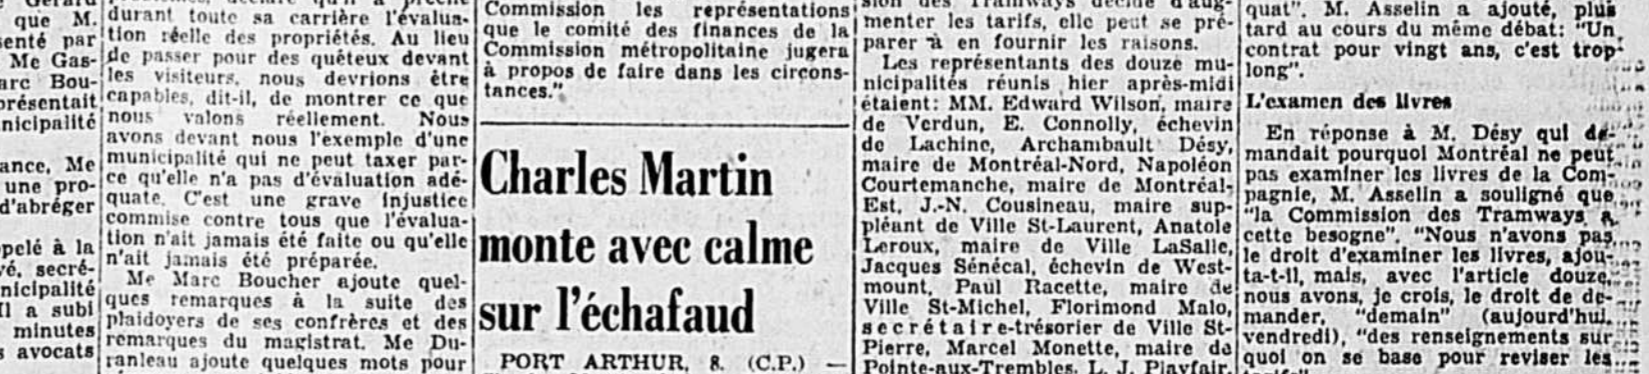 Gérard
que M.
senté par
Me Gas-
arc Bou-
présentait
nicipalité
ance, Me
une pro-
d'abréger
ppelé à la
vé, secré-
nicipalité
Il a subi
minutes
s avocats
durant toute sa carrière l'évalua-
tion réelle des propriétés. Au lieu
de passer pour des quêteux devant
les visiteurs, nous devrions être
capables, dit-il, de montrer ce que
nous valons réellement. Nous
avons devant nous l'exemple d'une
municipalité qui ne peut taxer par-
ce qu'elle n'a pas d'évaluation adé-
quate. C'est une grave injustice
commise contre tous que l'évalua-
tion n'ait jamais été faite ou qu'elle
n'ait jamais été préparée.
Me Marc Boucher ajoute quel-
ques remarques à la suite des
plaidoyers de ses confrères et des
remarques du magistrat. Me Du-
ranleau ajoute quelques mots pour
Commission les représentations
que le comité des finances de la
Commission métropolitaine jugera
à propos de faire dans les circons-
tances."
Charles Martin
monte avec calme
sur l'échafaud
PORT ARTHUR, 8. (C.P.) —
sion des Tramways décide d'aug-
menter les tarifs, elle peut se pré-
parer à en fournir les raisons.
Les représentants des douze mu-
nicipalités réunis hier après-midi
étaient: MM. Edward Wilson, maire
de Verdun, E. Connolly, échevin
de Lachine, Archambault Désy,
maire de Montréal-Nord, Napoléon
Courtemanche, maire de Montréal-
Est, J.-N. Cousineau, maire sup-
pléant de Ville St-Laurent, Anatole
Leroux, maire de Ville LaSalle,
Jacques Sénécal, échevin de West-
mount, Paul Racette, maire de
Ville St-Michel, Florimond Malo,
secrétaire-trésorier de Ville St-
Pierre, Marcel Monette, maire de
Pointe-aux-Trembles, L. J. Playfair,
quat". M. Asselin a ajouté, plus
tard au cours du même débat: "Un
contrat pour vingt ans, c'est trop
long".
L'examen des livres
En réponse à M. Désy qui de-
mandait pourquoi Montréal ne peut
pas examiner les livres de la Com-
pagnie, M. Asselin a souligné que
"la Commission des Tramways a
cette besogne". "Nous n'avons pas
le droit d'examiner les livres, ajou-
ta-t-il, mais, avec l'article douze,
nous avons, je crois, le droit de de-
mander, "demain" (aujourd'hui,
vendredi), "des renseignements sur
quoi on se base pour reviser les